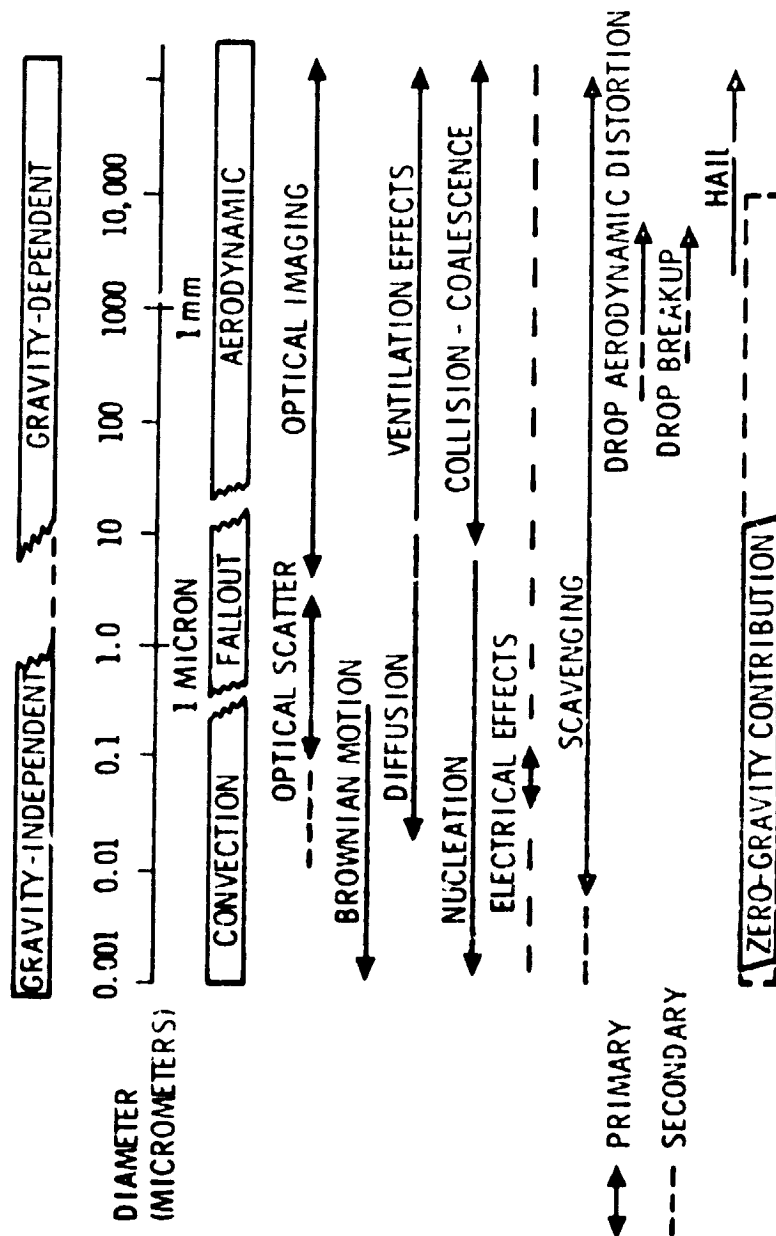 GRAVITY-INDEPENDENT
GRAVITY-DEPENDENT
DIAMETER
(MICROMETERS)
0.001
0.01
0.1
1.0
10
100
1000
10,000
1 MICRON
1 mm
CONVECTION
FALLOUT
AERODYNAMIC
OPTICAL SCATTER
OPTICAL IMAGING
BROWNIAN MOTION
DIFFUSION
VENTILATION EFFECTS
NUCLEATION
COLLISION - COALESCENCE
ELECTRICAL EFFECTS
SCAVENGING
DROP AERODYNAMIC DISTORTION
DROP BREAKUP
HAIL
ZERO-GRAVITY CONTRIBUTION
PRIMARY
SECONDARY